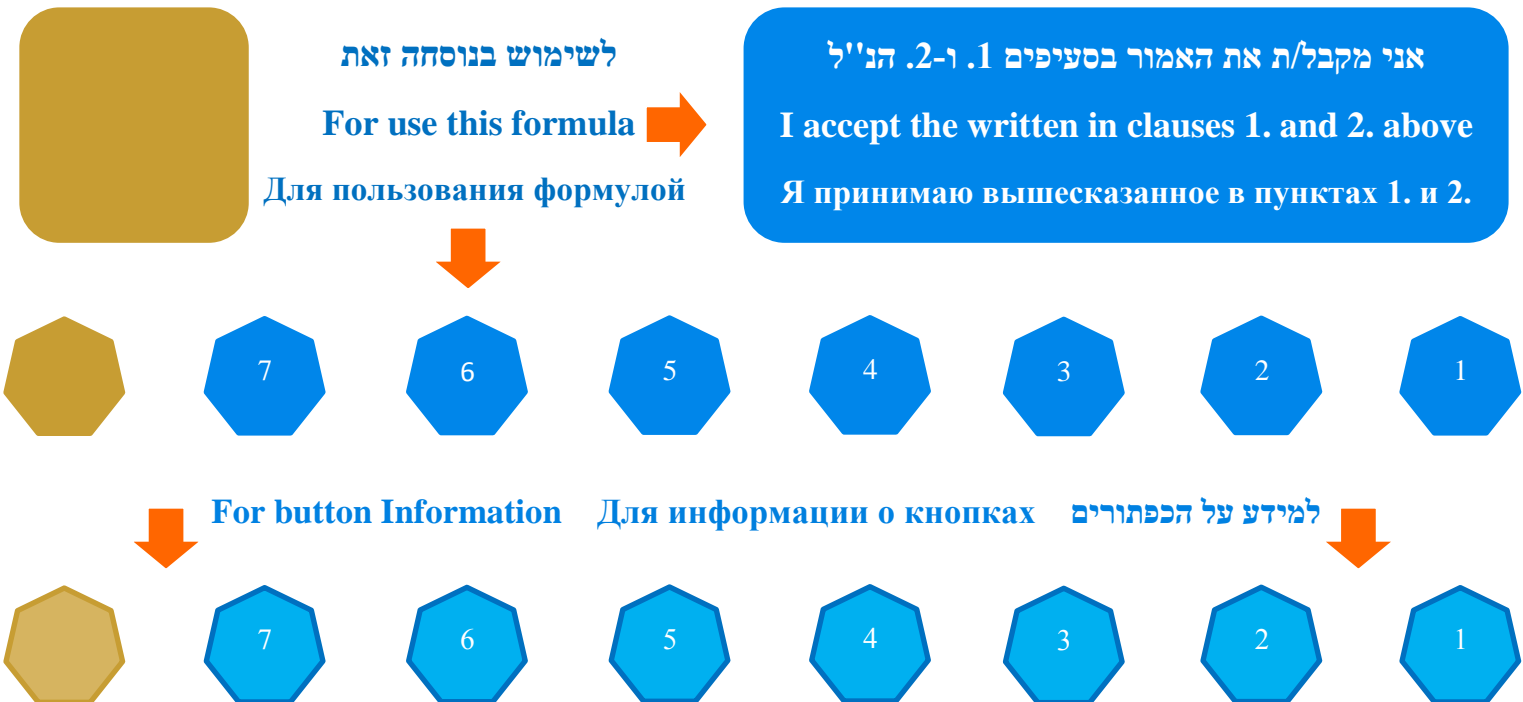 לשימוש בנוסחה זאת
For use this formula
Для пользования формулой
אני מקבל/ת את האמור בסעיפים 1. ו-2. הנ''ל
I accept the written in clauses 1. and 2. above
Я принимаю вышесказанное в пунктах 1. и 2.
7 6 5 4 3 2 1
For button Information Для информации о кнопках למידע על הכפתורים
7 6 5 4 3 2 1